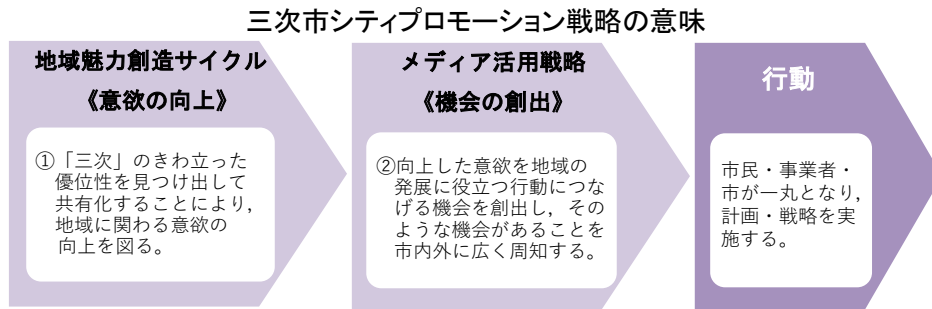 三次市シティプロモーション戦略の意味
地域魅力創造サイクル
《意欲の向上》
①「三次」のきわ立った
優位性を見つけ出して
共有化することにより,
地域に関わる意欲の
向上を図る。
メディア活用戦略
《機会の創出》
②向上した意欲を地域の
発展に役立つ行動につな
げる機会を創出し，その
ような機会があることを
市内外に広く周知する。
行動
市民・事業者・
市が一丸となり,
計画・戦略を実
施する。